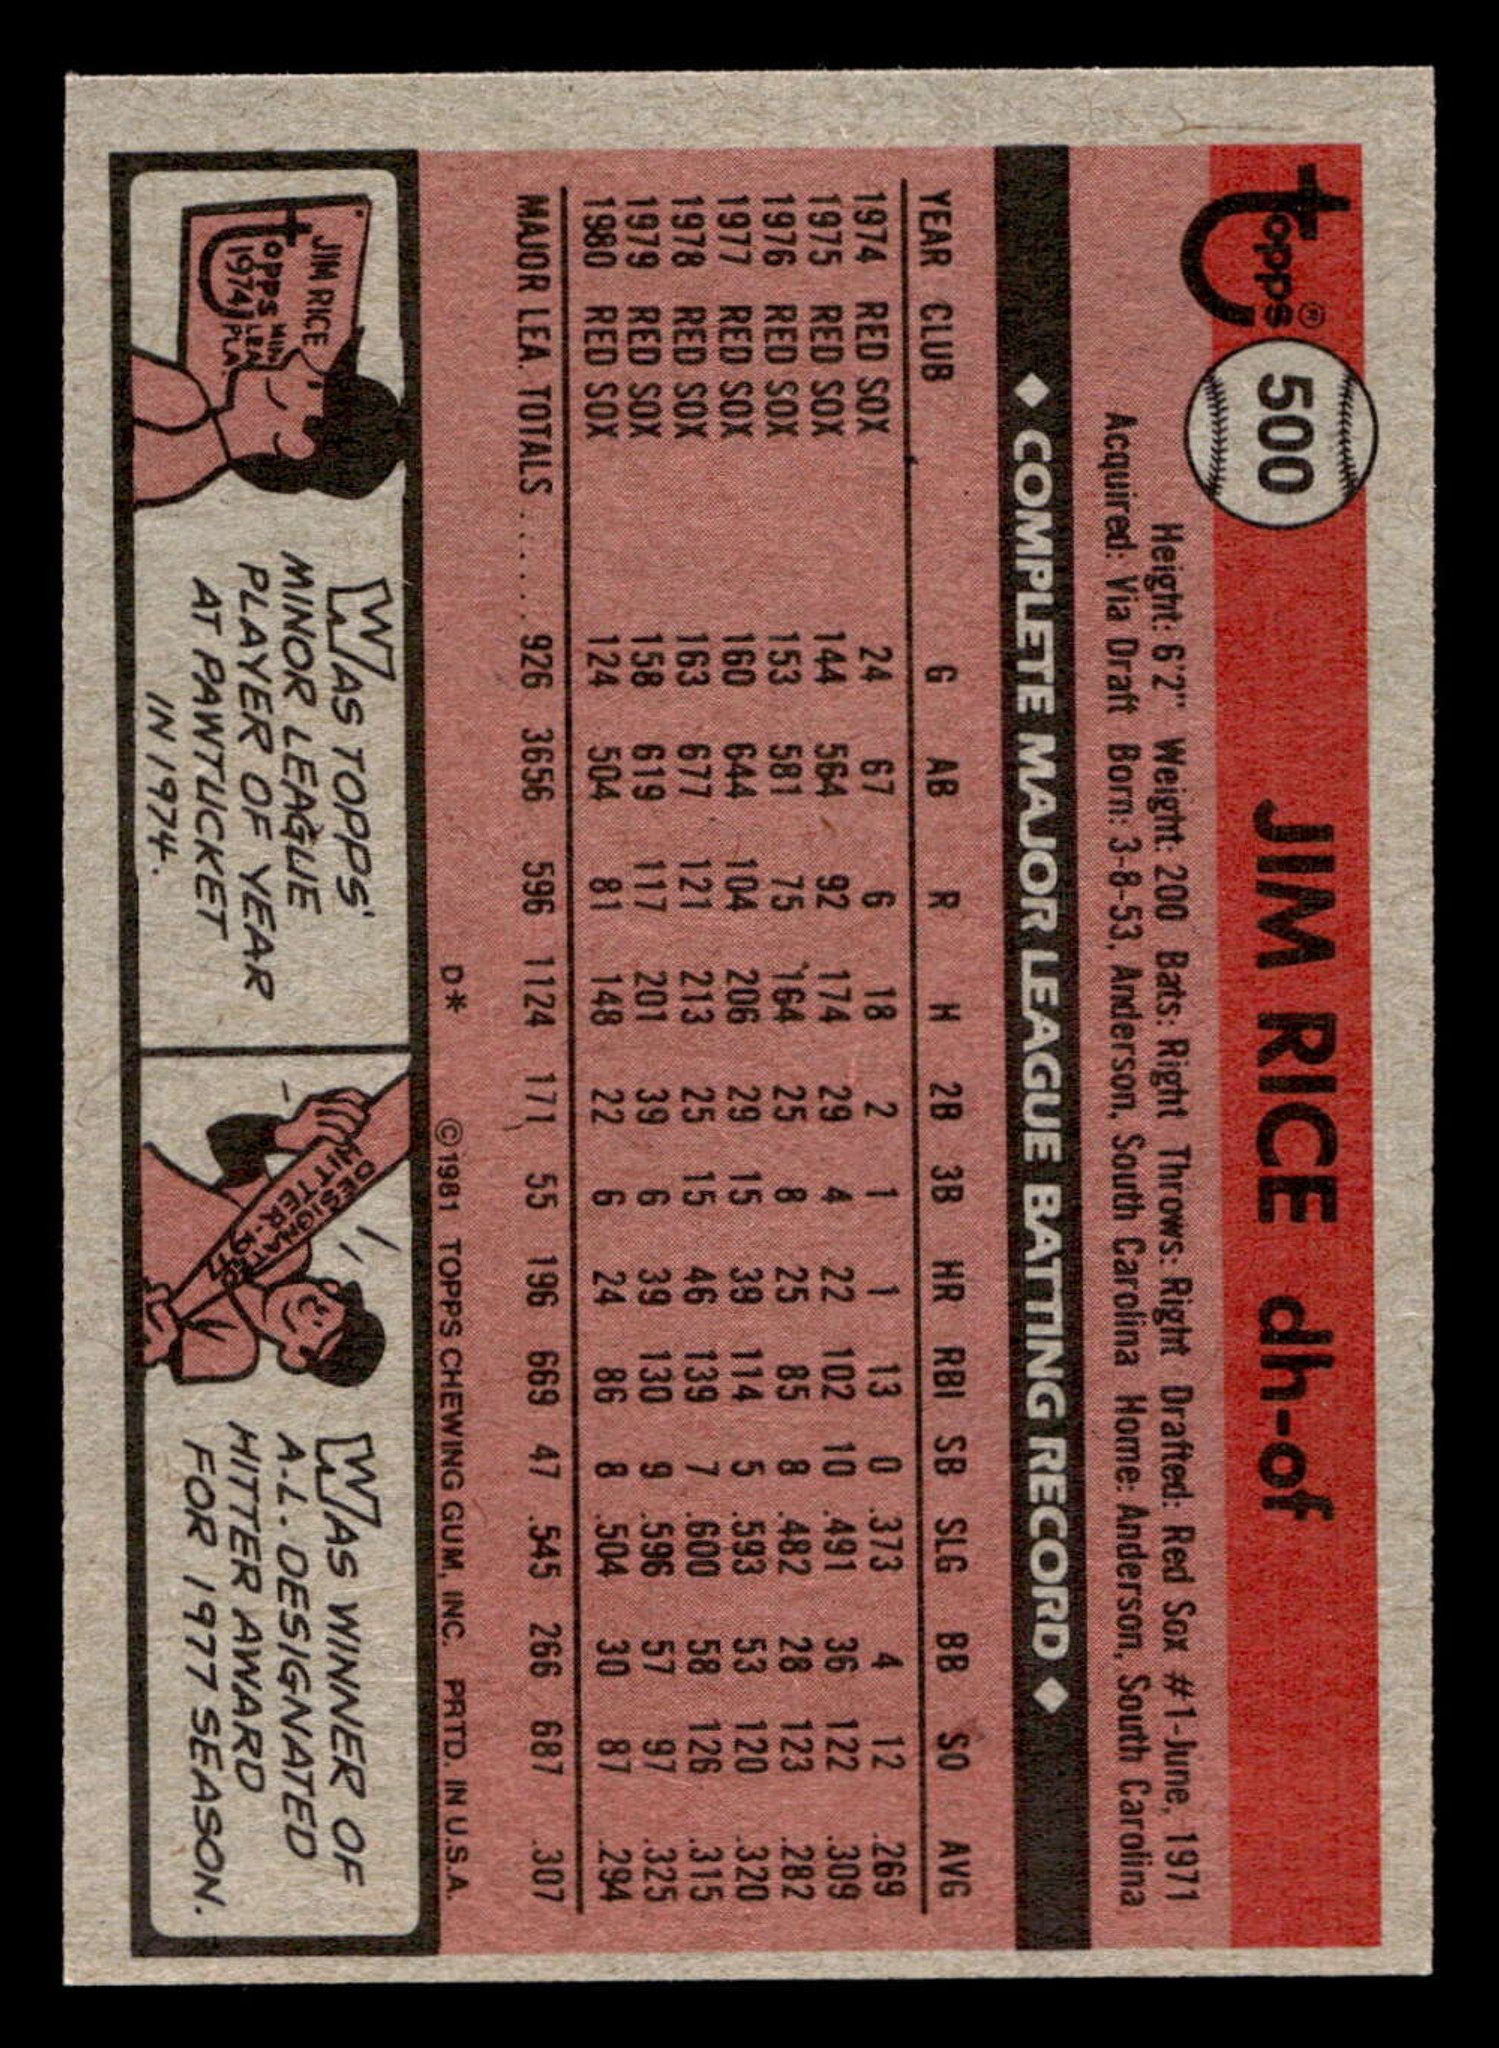 topps®
500
JIM RICE dh-of
Height: 6'2" Weight: 200 Bats: Right Throws: Right Drafted: Red Sox #1-June, 1971
Acquired: Via Draft Born: 3-8-53, Anderson, South Carolina Home: Anderson, South Carolina
◆ COMPLETE MAJOR LEAGUE BATTING RECORD ◆
YEAR CLUB G AB R H 2B 3B HR RBI SB SLG BB SO AVG
1974 RED SOX 24 67 6 18 2 1 1 13 0 .373 4 12 .269
1975 RED SOX 144 564 92 174 29 4 22 102 10 .491 36 122 .309
1976 RED SOX 153 581 75 164 25 8 25 85 8 .482 28 123 .282
1977 RED SOX 160 644 104 206 29 15 39 114 5 .593 53 120 .320
1978 RED SOX 163 677 121 213 25 15 46 139 7 .600 58 126 .315
1979 RED SOX 158 619 117 201 39 6 39 130 9 .596 57 97 .325
1980 RED SOX 124 504 81 148 22 6 24 86 8 .504 30 87 .294
MAJOR LEA. TOTALS...... 926 3656 596 1124 171 55 196 669 47 .545 266 687 .307
D* ©1981 TOPPS CHEWING GUM, INC. PRTD. IN U.S.A.
JIM RICE
topps MIN
1974 LEA
PLA
WAS TOPPS'
MINOR LEAGUE
PLAYER OF YEAR
AT PAWTUCKET
IN 1974.
DESIGNATED
HITTER-1977
WAS WINNER OF
A.L. DESIGNATED
HITTER AWARD
FOR 1977 SEASON.